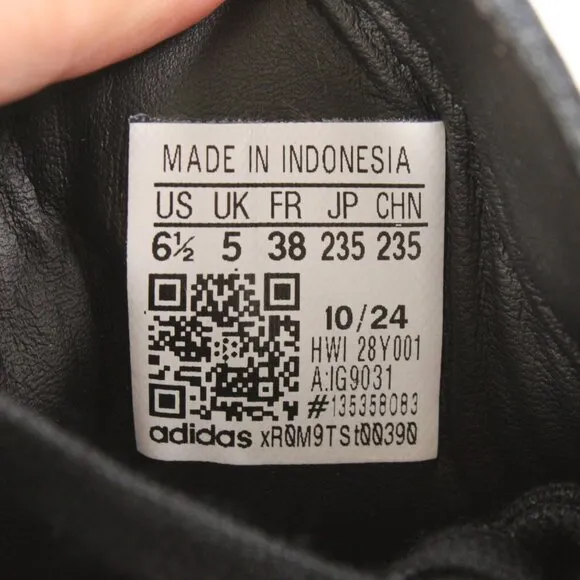 MADE IN INDONESIA
US UK FR JP CHN
6½ 5 38 235 235
10/24
HWI 28Y001
A:IG9031
#135358083
adidas xR0M9TSt00390